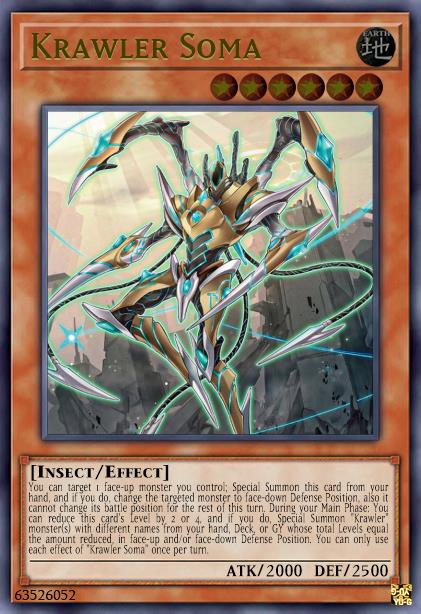 KRAWLER SOMA
EARTH
地
[INSECT/EFFECT]
You can target 1 face-up monster you control; Special Summon this card from your
hand, and if you do, change the targeted monster to face-down Defense Position, also it
cannot change its battle position for the rest of this turn. During your Main Phase: You
can reduce this card's Level by 2 or 4, and if you do, Special Summon "Krawler"
monster(s) with different names from your hand, Deck, or GY whose total Levels equal
the amount reduced, in face-up and/or face-down Defense Position. You can only use
each effect of "Krawler Soma" once per turn.
ATK/2000 DEF/2500
63526052